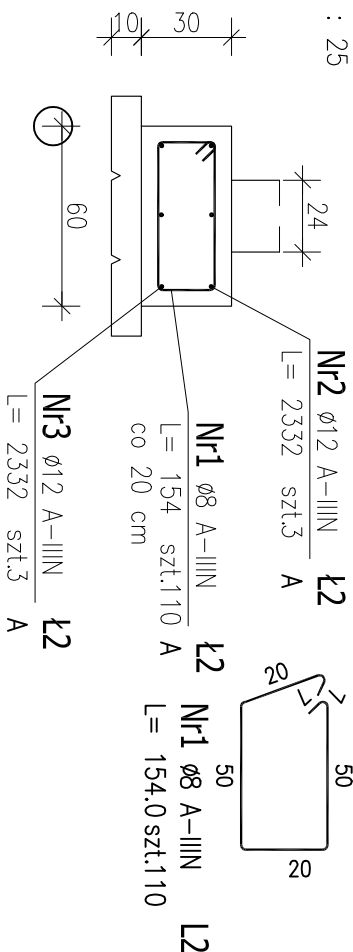 : 25
24
10
30
60
Nr2 ø12 A-IIIN Ł2
L= 2332 szt.3 A
Nr1 ø8 A-IIIN Ł2
L= 154 szt.110 A
co 20 cm
Nr3 ø12 A-IIIN Ł2
L= 2332 szt.3 A
20
7
7
50
50
20
Nr1 ø8 A-IIIN Ł2
L= 154.0 szt.110